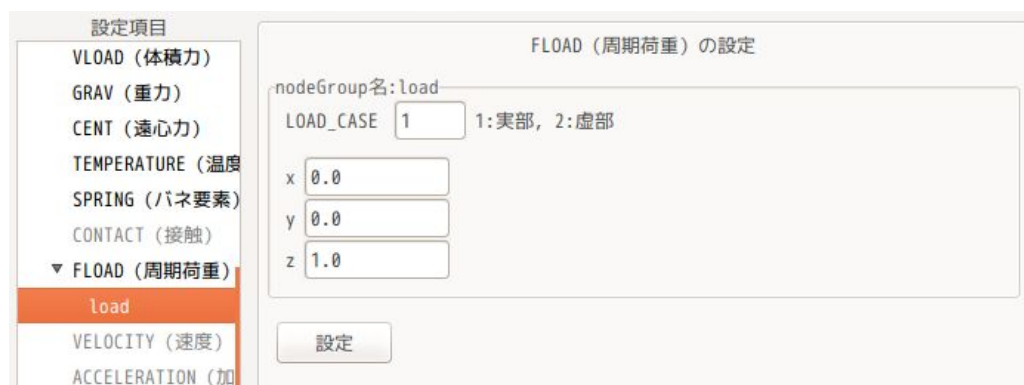 設定項目
VLOAD (体積力)
GRAV (重力)
CENT (遠心力)
TEMPERATURE (温度
SPRING (バネ要素)
CONTACT (接触)
▼ FLOAD (周期荷重)
load
VELOCITY (速度)
ACCELERATION (加
FLOAD (周期荷重) の設定
nodeGroup名:load
LOAD_CASE 1 1:実部, 2:虚部
x 0.0
y 0.0
z 1.0
設定